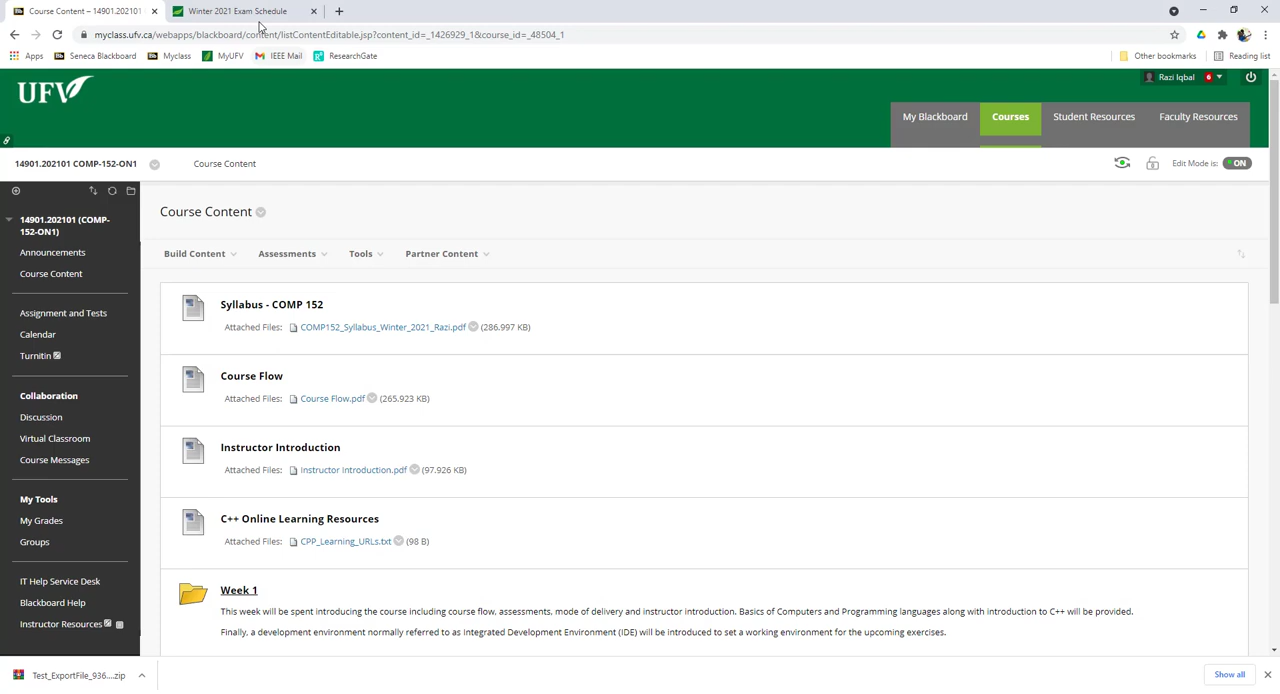 Course Content – 14901.202101
Winter 2021 Exam Schedule
myclass.ufv.ca/webapps/blackboard/content/listContentEditable.jsp?content_id=_1426929_1&course_id=_48504_1
Apps
Seneca Blackboard
Myclass
MyUFV
IEEE Mail
ResearchGate
Other bookmarks
Reading list
UFV
Razi Iqbal
6
My Blackboard
Courses
Student Resources
Faculty Resources
14901.202101 COMP-152-ON1
Course Content
Edit Mode is:
ON
14901.202101 (COMP-
152-ON1)
Announcements
Course Content
Assignment and Tests
Calendar
Turnitin
Collaboration
Discussion
Virtual Classroom
Course Messages
My Tools
My Grades
Groups
IT Help Service Desk
Blackboard Help
Instructor Resources
Course Content
Build Content
Assessments
Tools
Partner Content
Syllabus - COMP 152
Attached Files: COMP152_Syllabus_Winter_2021_Razi.pdf (286.997 KB)
Course Flow
Attached Files: Course Flow.pdf (265.923 KB)
Instructor Introduction
Attached Files: Instructor Introduction.pdf (97.926 KB)
C++ Online Learning Resources
Attached Files: CPP_Learning_URLs.txt (98 B)
Week 1
This week will be spent introducing the course including course flow, assessments, mode of delivery and instructor introduction. Basics of Computers and Programming languages along with introduction to C++ will be provided.
Finally, a development environment normally referred to as Integrated Development Environment (IDE) will be introduced to set a working environment for the upcoming exercises.
Test_ExportFile_936....zip
Show all